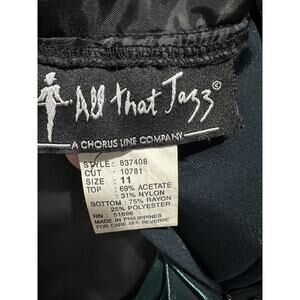 All that Jazz©
A CHORUS LINE COMPANY
STYLE: 837408
CUT : 10781
SIZE : 11
TOP : 69% ACETATE
31% NYLON
BOTTOM : 75% RAYON
25% POLYESTER
RN : 51686
MADE IN PHILIPPINES
FOR CARE SEE REVERSE